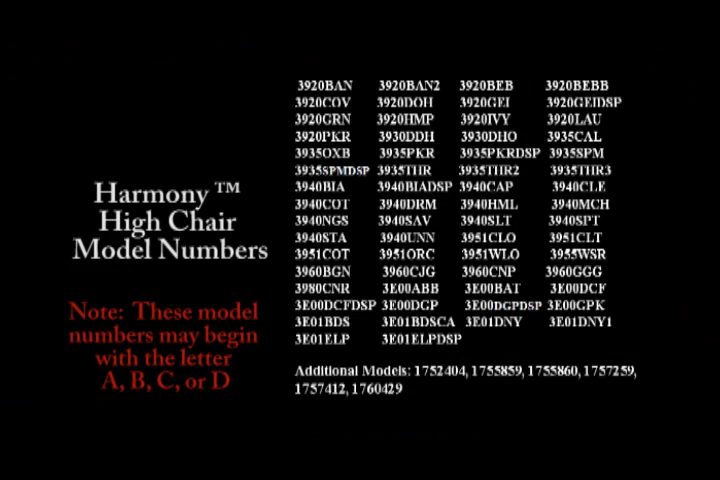 Harmony ™
High Chair
Model Numbers
Note: These model
numbers may begin
with the letter
A, B, C, or D
3920BAN 3920BAN2 3920BEB 3920BEBB
3920COV 3920DOH 3920GEI 3920GEIDSP
3920GRN 3920HMP 3920IVY 3920LAU
3920PKR 3930DDH 3930DHO 3935CAL
3935OXB 3935PKR 3935PKRDSP 3935SPM
3935SPMDSP 3935THR 3935THR2 3935THR3
3940BIA 3940BIADSP 3940CAP 3940CLE
3940COT 3940DRM 3940HML 3940MCH
3940NGS 3940SAV 3940SLT 3940SPT
3940STA 3940UNN 3951CLO 3951CLT
3951COT 3951ORC 3951WLO 3955WSR
3960BGN 3960CJG 3960CNP 3960GGG
3980CNR 3E00ABB 3E00BAT 3E00DCF
3E00DCFDSP 3E00DGP 3E00DGPDSP 3E00GPK
3E01BDS 3E01BDSCA 3E01DNY 3E01DNY1
3E01ELP 3E01ELPDSP
Additional Models: 1752404, 1755859, 1755860, 1757259,
1757412, 1760429